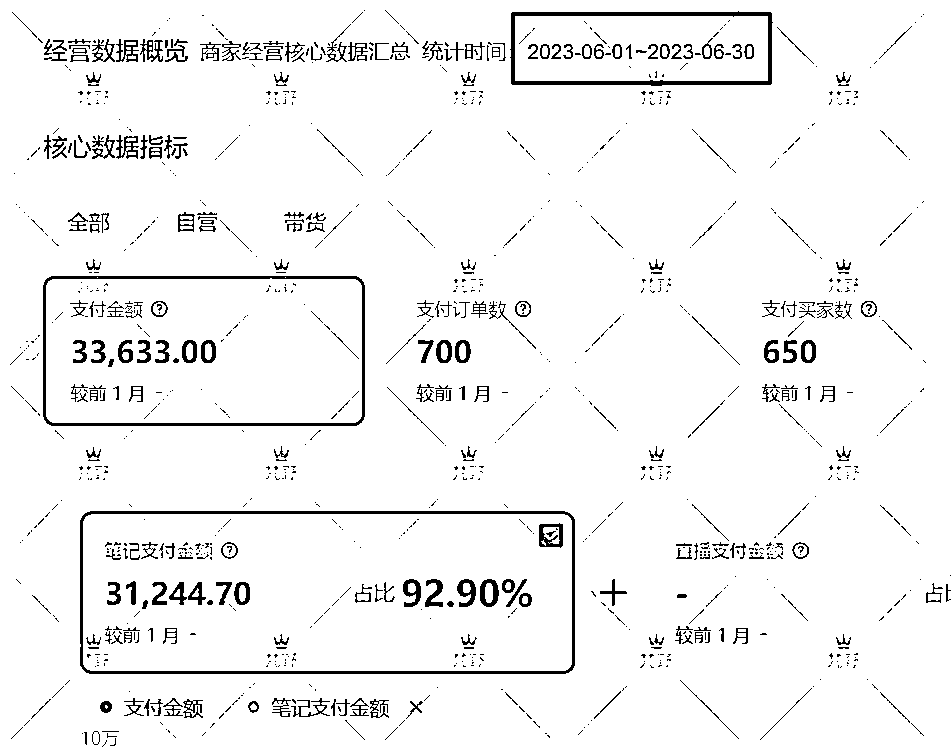 经营数据概览 商家经营核心数据汇总 统计时间: 2023-06-01~2023-06-30
核心数据指标
全部 自营 带货
支付金额 ? 支付订单数 ? 支付买家数 ?
33,633.00 700 650
较前 1 月 - 较前 1 月 - 较前 1 月 -
笔记支付金额 ? 直播支付金额 ?
31,244.70 占比 92.90% + - 占比
较前 1 月 - 较前 1 月 -
支付金额 笔记支付金额 ×
10万